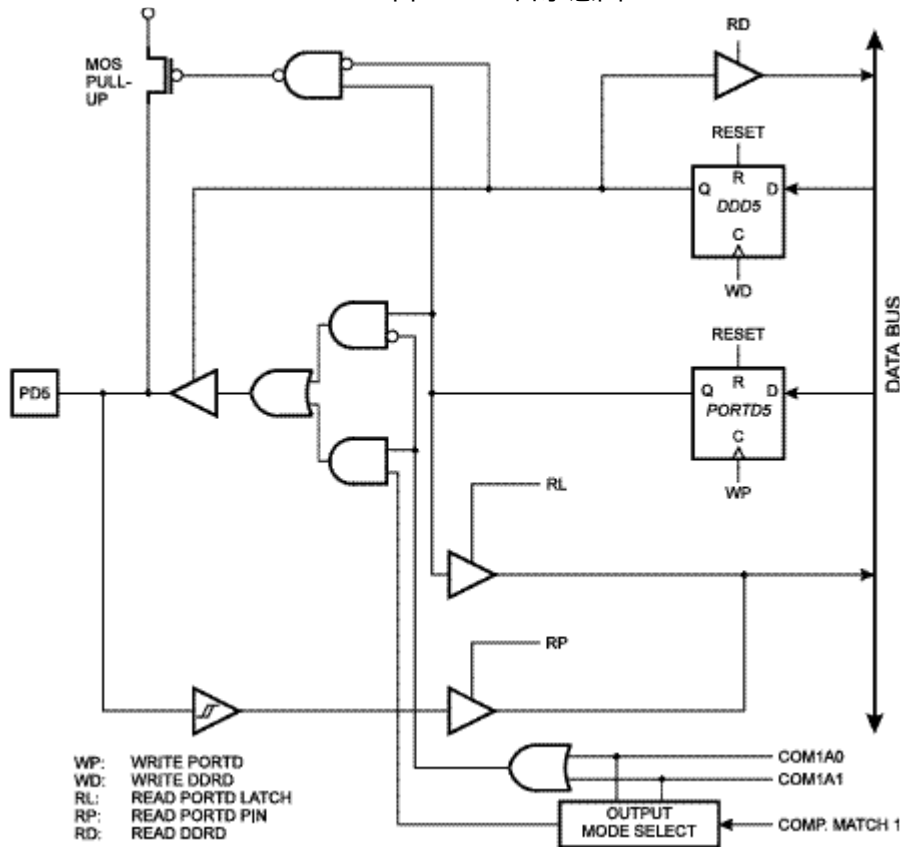 RD
MOS
PULL-
UP
RESET
R
Q
D
DDD5
C
WD
DATA BUS
RESET
R
Q
D
PORTD5
C
WP
PD5
RL
RP
WP: WRITE PORTD
WD: WRITE DDRD
RL: READ PORTD LATCH
RP: READ PORTD PIN
RD: READ DDRD
COM1A0
COM1A1
OUTPUT
MODE SELECT
COMP. MATCH 1